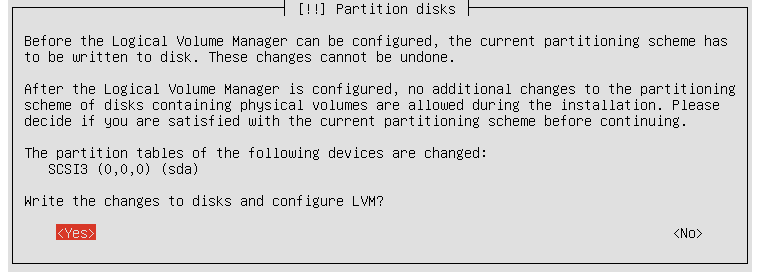 [!!] Partition disks
Before the Logical Volume Manager can be configured, the current partitioning scheme has
to be written to disk. These changes cannot be undone.
After the Logical Volume Manager is configured, no additional changes to the partitioning
scheme of disks containing physical volumes are allowed during the installation. Please
decide if you are satisfied with the current partitioning scheme before continuing.
The partition tables of the following devices are changed:
SCSI3 (0,0,0) (sda)
Write the changes to disks and configure LVM?
<Yes> <No>